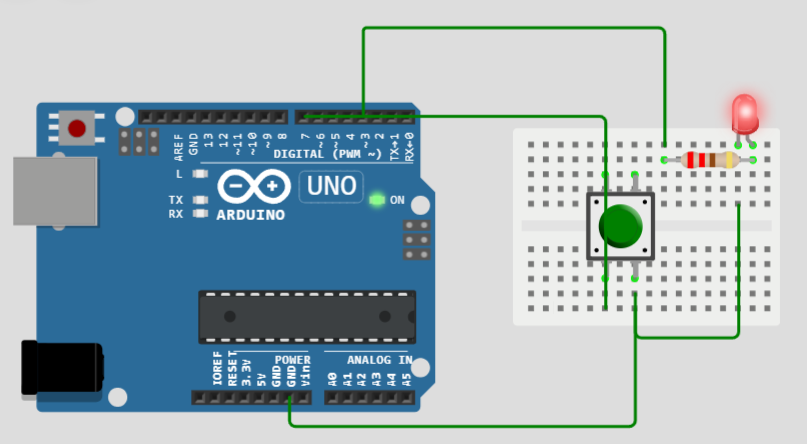 AREF
GND
13
12
~11
~10
~9
8
7
~6
~5
4
~3
2
TX→1
RX←0
DIGITAL (PWM ~)
L
TX
RX
UNO
ARDUINO
ON
POWER
ANALOG IN
IOREF
RESET
3.3V
5V
GND
GND
Vin
A0
A1
A2
A3
A4
A5